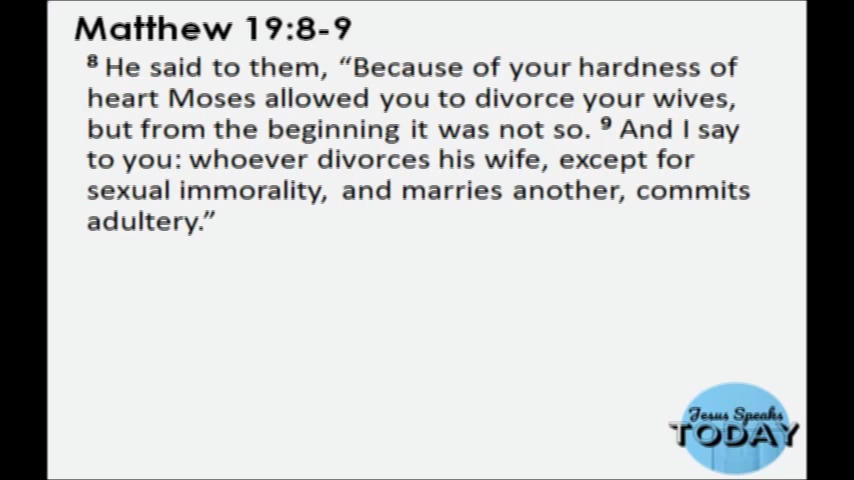 Matthew 19:8-9
8 He said to them, “Because of your hardness of
heart Moses allowed you to divorce your wives,
but from the beginning it was not so. 9 And I say
to you: whoever divorces his wife, except for
sexual immorality, and marries another, commits
adultery.”
Jesus Speaks
TODAY